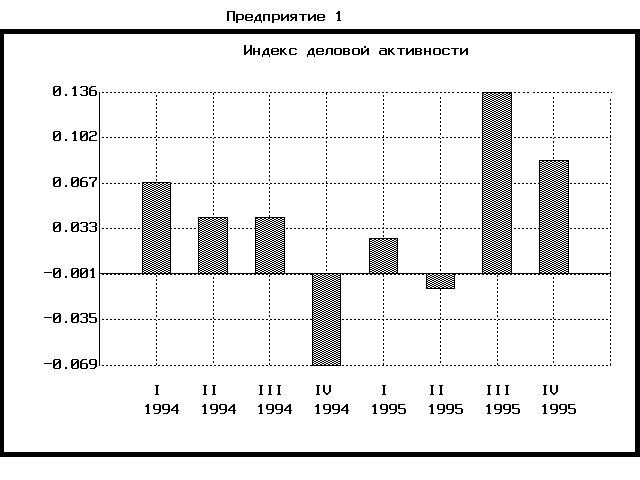 Предприятие 1
Индекс деловой активности
0.136
0.102
0.067
0.033
-0.001
-0.035
-0.069
I II III IV I II III IV
1994 1994 1994 1994 1995 1995 1995 1995